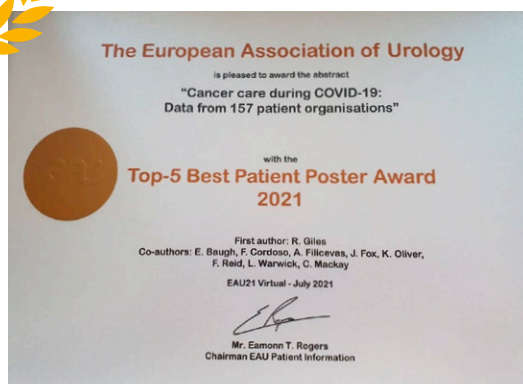 The European Association of Urology
is pleased to award the abstract
"Cancer care during COVID-19:
Data from 157 patient organisations"
with the
Top-5 Best Patient Poster Award
2021
First author: R. Giles
Co-authors: E. Baugh, F. Cordoso, A. Filicevas, J. Fox, K. Oliver,
F. Reid, L. Warwick, C. Mackay
EAU21 Virtual - July 2021
Mr. Eamonn T. Rogers
Chairman EAU Patient Information